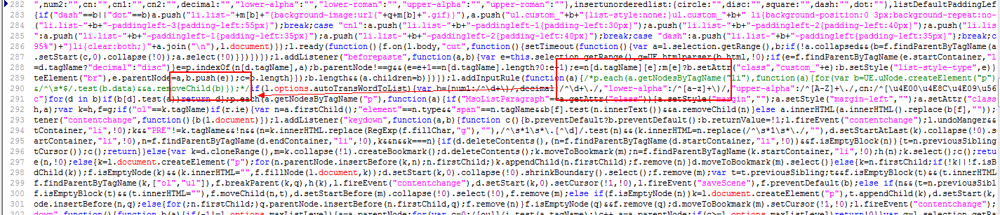 282 ",num2:"",cn:"",cn1:"",cn2:"",decimal:"","lower-alpha":"","lower-roman":"","upper-alpha":"","upper-roman":""},insertunorderedlist:{circle:"",disc:"",square:"",dash:"",dot:""},listDefaultPaddingLef
283 {if("dash"==b||"dot"==b)a.push("li.list-"+m[b]+"{background-image:url("+q+m[b]+".gif)}"),a.push("ul.custom_"+b+"{list-style:none;}ul.custom_"+b+" li{background-position:0 3px;background-repeat:no-
284 ("li.list-"+b+"-paddingleft-3{padding-left:55px}");break;case "cn1":a.push("li.list-"+b+"-paddingleft-1{padding-left:30px}"),a.push("li.list-"+b+"-paddingleft-2{padding-left:40px}"),a.push("li.lis
285 ":a.push("li.list-"+b+"-paddingleft-1{padding-left:35px}"),a.push("li.list-"+b+"-paddingleft-2{padding-left:40px}");break;case "dash":a.push("li.list-"+b+"-paddingleft{padding-left:35px}");break;c
286 95%")+"}li{clear:both;}"+a.join("\n"),l.document)});l.ready(function(){f.on(l.body,"cut",function(){setTimeout(function(){var a=l.selection.getRange(),b;if(!a.collapsed&&(b=f.findParentByTagName(a
287 .setStart(c,0).collapse(!0)),a.select(!0)}})})});l.addListener("beforepaste",function(a,b){var e=this.selection.getRange(),g=UE.htmlparser(b.html,!0);if(e=f.findParentByTagName(e.startContainer,"l
288 =d.tagName?"decimal":"disc")}e=p.indexOf(n[d.tagName],a);b.parentNode!==g&&(e=e+1==n[d.tagName].length?0:e+1);e=n[d.tagName][e];m[e]?b.setAttr("class","custom_"+e):b.setStyle("list-style-type",e)}
289 teElement("br"),e.parentNode=a,b.push(e));c=b.length}});b.length&&(a.children=b)}})});l.addInputRule(function(a){/*p.each(a.getNodesByTagName("li"),function(a){for(var b=UE.uNode.createElement("p")
290 &/^\s*$/.test(b.data)&&a.removeChild(b)});*/if(l.options.autoTransWordToList){var b={num1:/^\d+\)/,decimal:/^\d+\./,"lower-alpha":/^[a-z]+\)/,"upper-alpha":/^[A-Z]+\./,cn:/^[\u4E00\u4E8C\u4E09\u56
291 c"}for(d in b)if(b[d].test(a))return d};p.each(a.getNodesByTagName("p"),function(a){if("MsoListParagraph"==a.getAttr("class")){a.setStyle("margin","");a.setStyle("margin-left","");a.setAttr("class
292 h,a);var k=h,f=g;if("ol"==k.tagName)if(r.ie){var n=a.firstChild();"element"==n.type&&"span"==n.tagName&&b[f].test(n.innerText())&&a.removeChild(n)}else a.innerHTML(a.innerHTML().replace(b[f],""));
293 tener("contentchange",function(){b(l.document)});l.addListener("keydown",function(a,b){function c(){b.preventDefault?b.preventDefault():b.returnValue=!1;l.fireEvent("contentchange");l.undoManger&&
294 tContainer,"li",!0);k&&"PRE"!=k.tagName&&!n&&(n=k.innerHTML.replace(RegExp(f.fillChar,"g"),""),/^\s*1\s*\.[^\d]/.test(n)&&(k.innerHTML=n.replace(/^\s*1\s*\./,""),d.setStartAtLast(k).collapse(!0).s
295 artContainer,"li",!0),n=f.findParentByTagName(d.endContainer,"li",!0),k&&n&&k===n){if(d.deleteContents(),(n=f.findParentByTagName(d.startContainer,"li",!0))&&f.isEmptyBlock(n)){t=n.previousSibling
296 tCursor());c();return}}else{var k=d.cloneRange(),m=k.collapse(!1).createBookmark();d.deleteContents();k.moveToBookmark(m);n=f.findParentByTagName(k.startContainer,"li",!0);h(n);k.select();c();retur
297 e(n,!0);else{k=l.document.createElement("p");for(n.parentNode.insertBefore(k,n);n.firstChild;)k.appendChild(n.firstChild);f.remove(n)}d.moveToBookmark(m).select()}else{k=n.firstChild;if(!k||!f.isB
298 dChild(k));f.isEmptyNode(k)&&(k.innerHTML="",f.fillNode(l.document,k));d.setStart(k,0).collapse(!0).shrinkBoundary().select();f.remove(m);var t=t.previousSibling;t&&f.isEmptyBlock(t)&&(t.innerHTML
299 f.findParentByTagName(k,["ol","ul"]),f.breakParent(k,q),h(k),l.fireEvent("contentchange"),d.setStart(k,0).setCursor(!1,!0),l.fireEvent("saveScene"),f.preventDefault(b);else if(n&&(t=n.previousSibl
300 f.isEmptyBlock(t)&&(t.innerHTML=""),f.moveChild(n,t),d.setStartBefore(m).collapse(!0).select(!0),f.remove(m);else if(f.isEmptyNode(n))k=l.document.createElement("p"),t.appendChild(k),d.setStart(k,
301 ode.insertBefore(n,q);else{for(;n.firstChild;)q.parentNode.insertBefore(n.firstChild,q);f.remove(n)}f.isEmptyNode(q)&&f.remove(q);d.moveToBookmark(m).setCursor(!1,!0);l.fireEvent("contentchange");